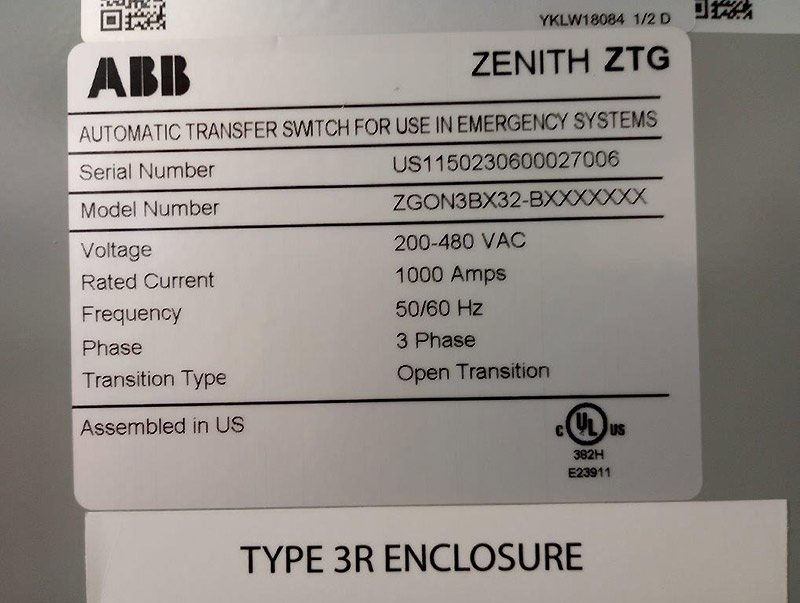 YKLW18084 1/2 D
ABB
ZENITH ZTG
AUTOMATIC TRANSFER SWITCH FOR USE IN EMERGENCY SYSTEMS
Serial Number US1150230600027006
Model Number ZGON3BX32-BXXXXXXX
Voltage 200-480 VAC
Rated Current 1000 Amps
Frequency 50/60 Hz
Phase 3 Phase
Transition Type Open Transition
Assembled in US
C UL US
382H
E23911
TYPE 3R ENCLOSURE